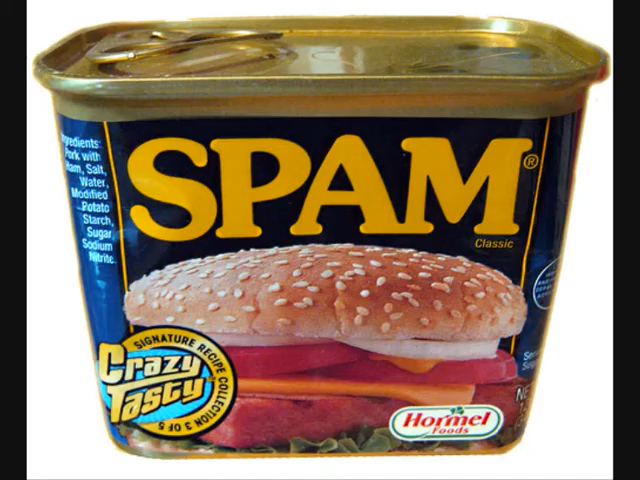 SPAM®
Classic
Ingredients:
Pork with
Ham, Salt,
Water,
Modified
Potato
Starch,
Sugar,
Sodium
Nitrite.
SIGNATURE RECIPE COLLECTION 3 OF 5
Crazy
Tasty
Hormel
Foods
NE